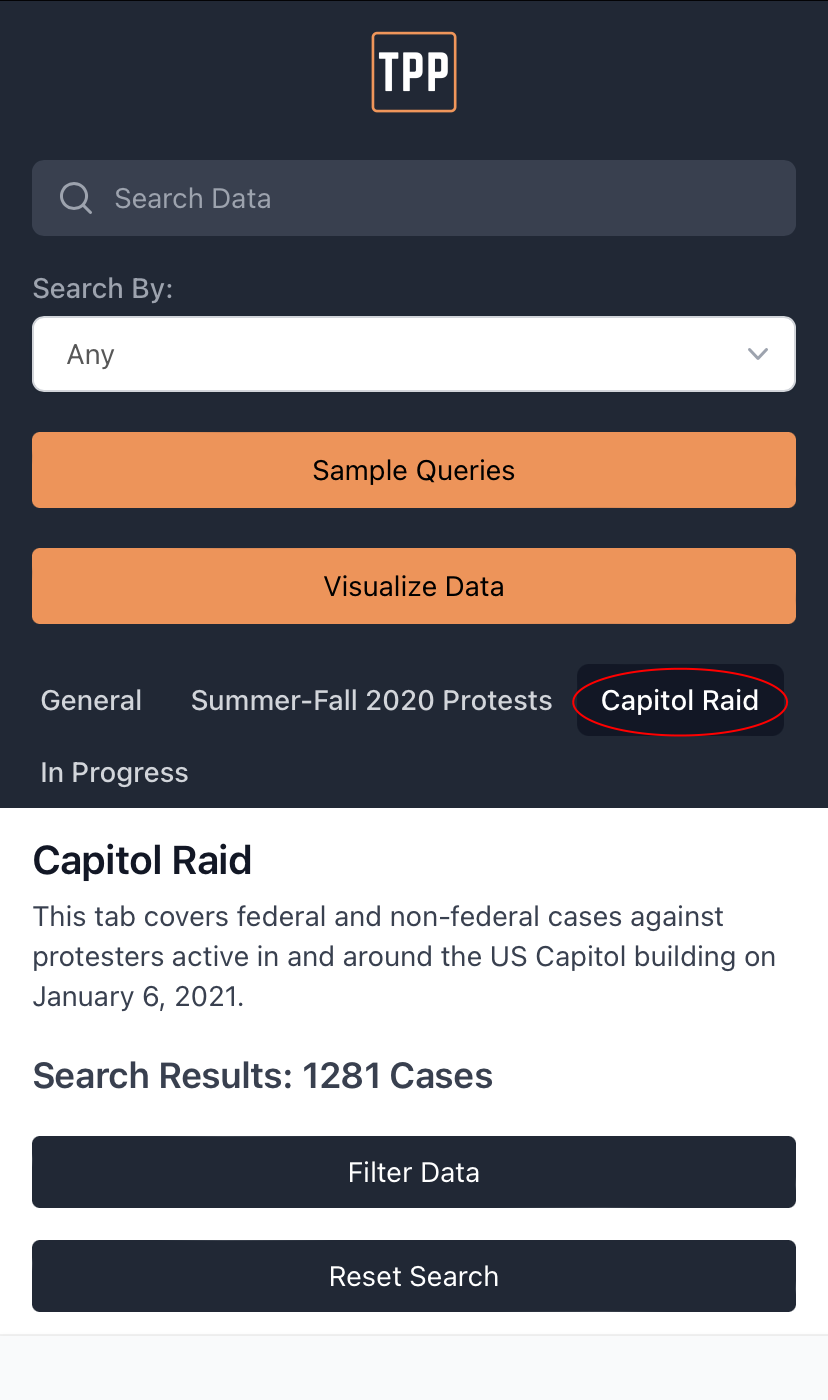 TPP
Search Data
Search By:
Any
Sample Queries
Visualize Data
General Summer-Fall 2020 Protests Capitol Raid
In Progress
Capitol Raid
This tab covers federal and non-federal cases against
protesters active in and around the US Capitol building on
January 6, 2021.
Search Results: 1281 Cases
Filter Data
Reset Search